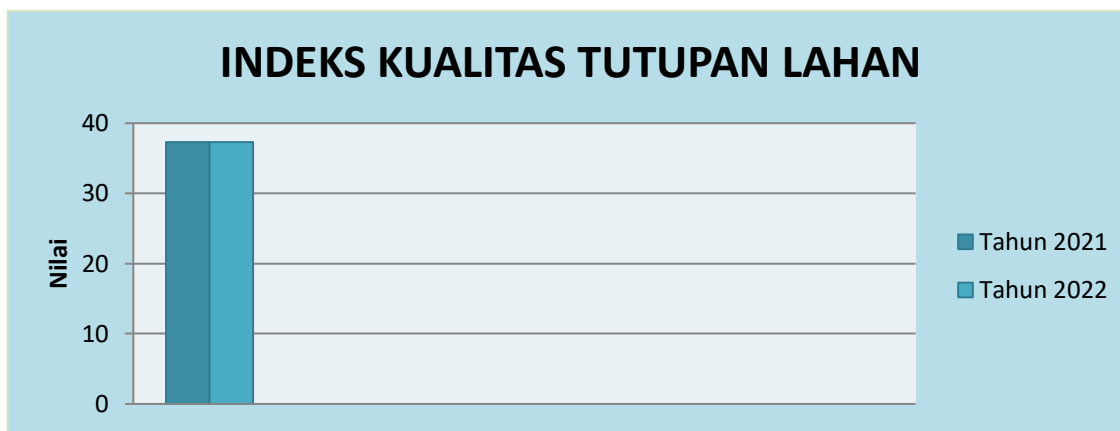 INDEKS KUALITAS TUTUPAN LAHAN
40
30
20
10
0
Nilai
Tahun 2021
Tahun 2022